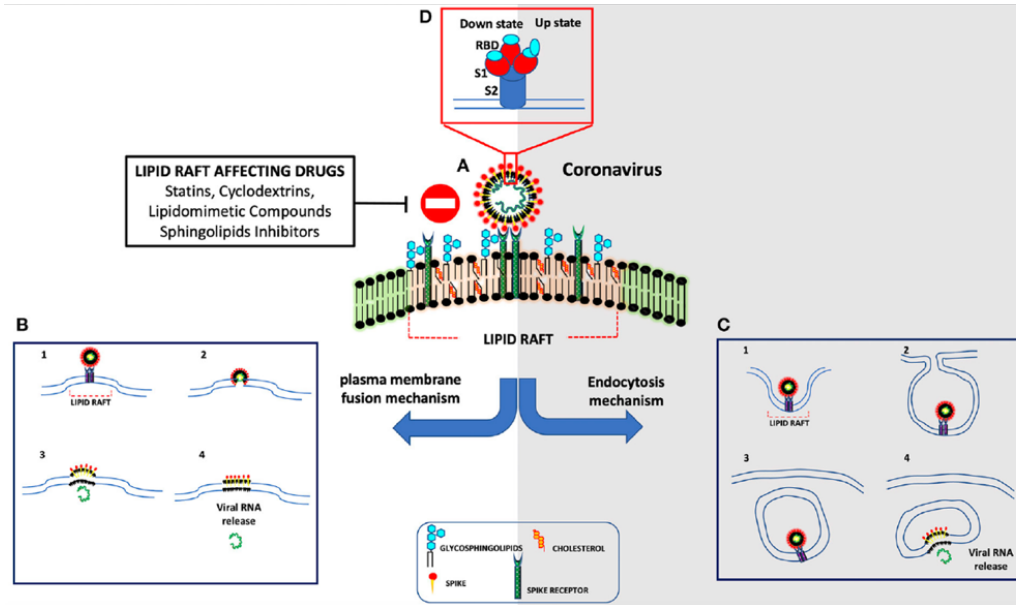 D
Down state
Up state
RBD
S1
S2
A
Coronavirus
LIPID RAFT AFFECTING DRUGS
Statins, Cyclodextrins,
Lipidomimetic Compounds
Sphingolipids Inhibitors
LIPID RAFT
B
1
LIPID RAFT
2
3
4
Viral RNA
release
plasma membrane
fusion mechanism
Endocytosis
mechanism
C
1
LIPID RAFT
2
3
4
Viral RNA
release
GLYCOSPHINGOLIPIDS
CHOLESTEROL
SPIKE
SPIKE RECEPTOR